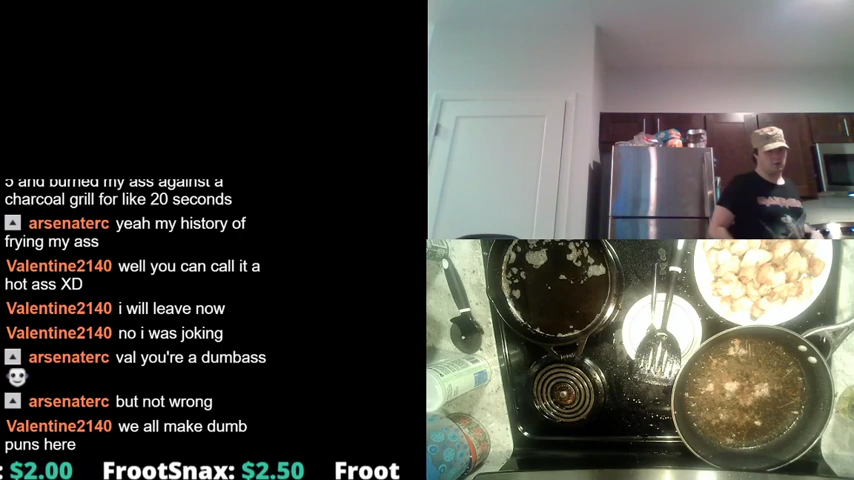 5 and burned my ass against a
charcoal grill for like 20 seconds
arsenaterc yeah my history of
frying my ass
Valentine2140 well you can call it a
hot ass XD
Valentine2140 i will leave now
Valentine2140 no i was joking
arsenaterc val you're a dumbass
arsenaterc but not wrong
Valentine2140 we all make dumb
puns here
: $2.00 FrootSnax: $2.50 Froot